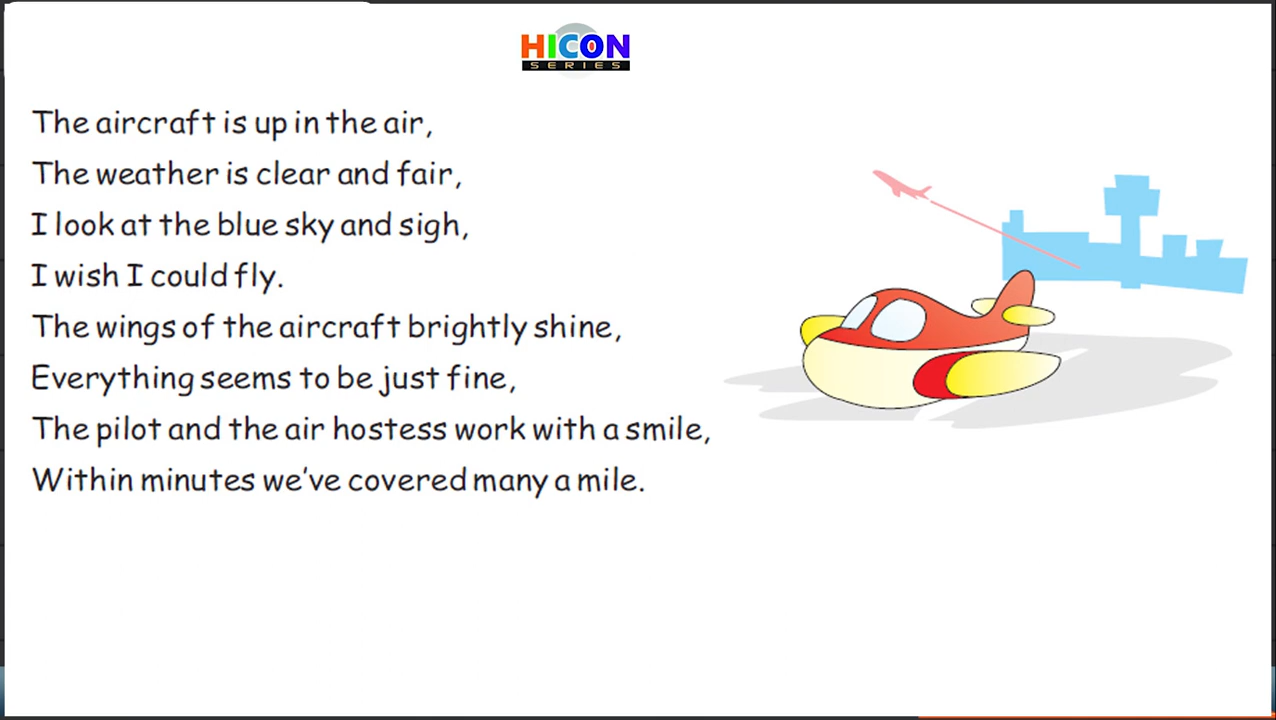 HICON
SERIES
The aircraft is up in the air,
The weather is clear and fair,
I look at the blue sky and sigh,
I wish I could fly.
The wings of the aircraft brightly shine,
Everything seems to be just fine,
The pilot and the air hostess work with a smile,
Within minutes we've covered many a mile.